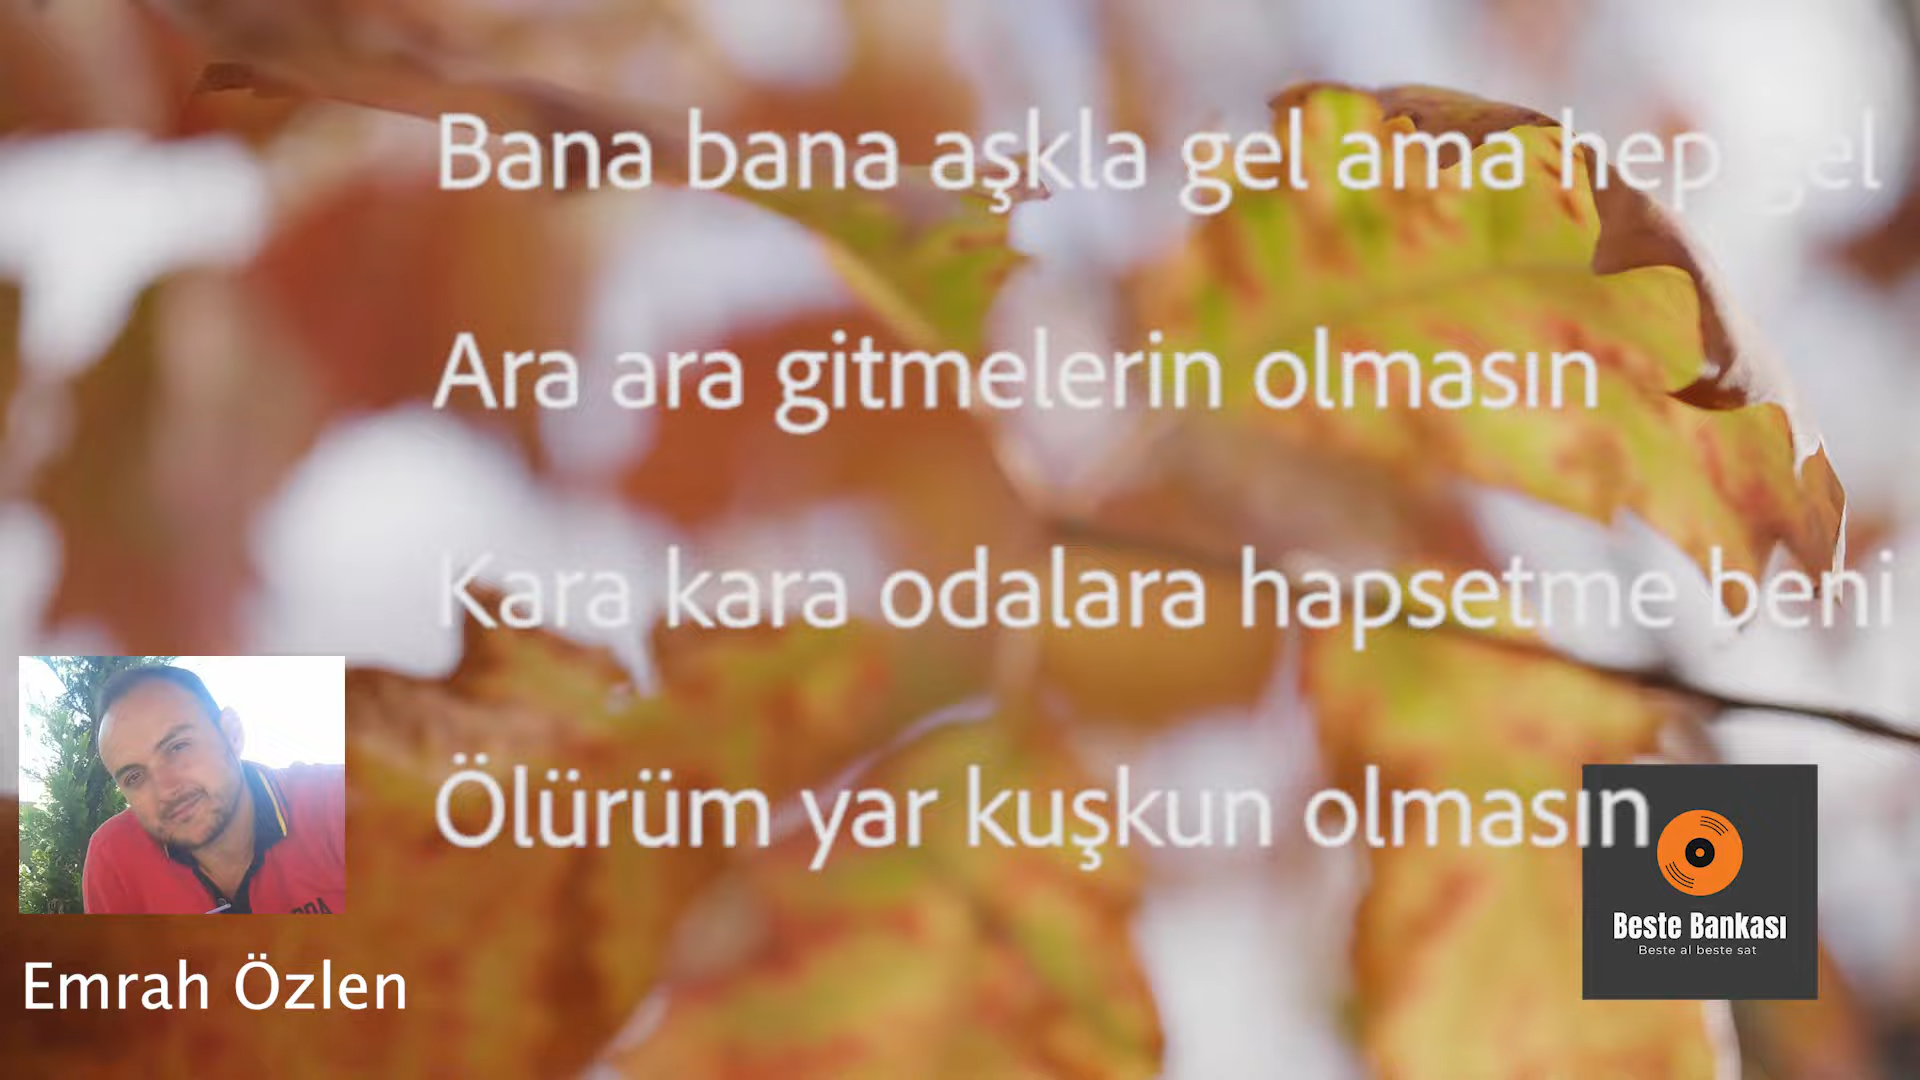 Bana bana aşkla gel ama hep gel
Ara ara gitmelerin olmasın
Kara kara odalara hapsetme beni
Ölürüm yar kuşkun olmasın
Emrah Özlen
Beste Bankası
Beste al beste sat